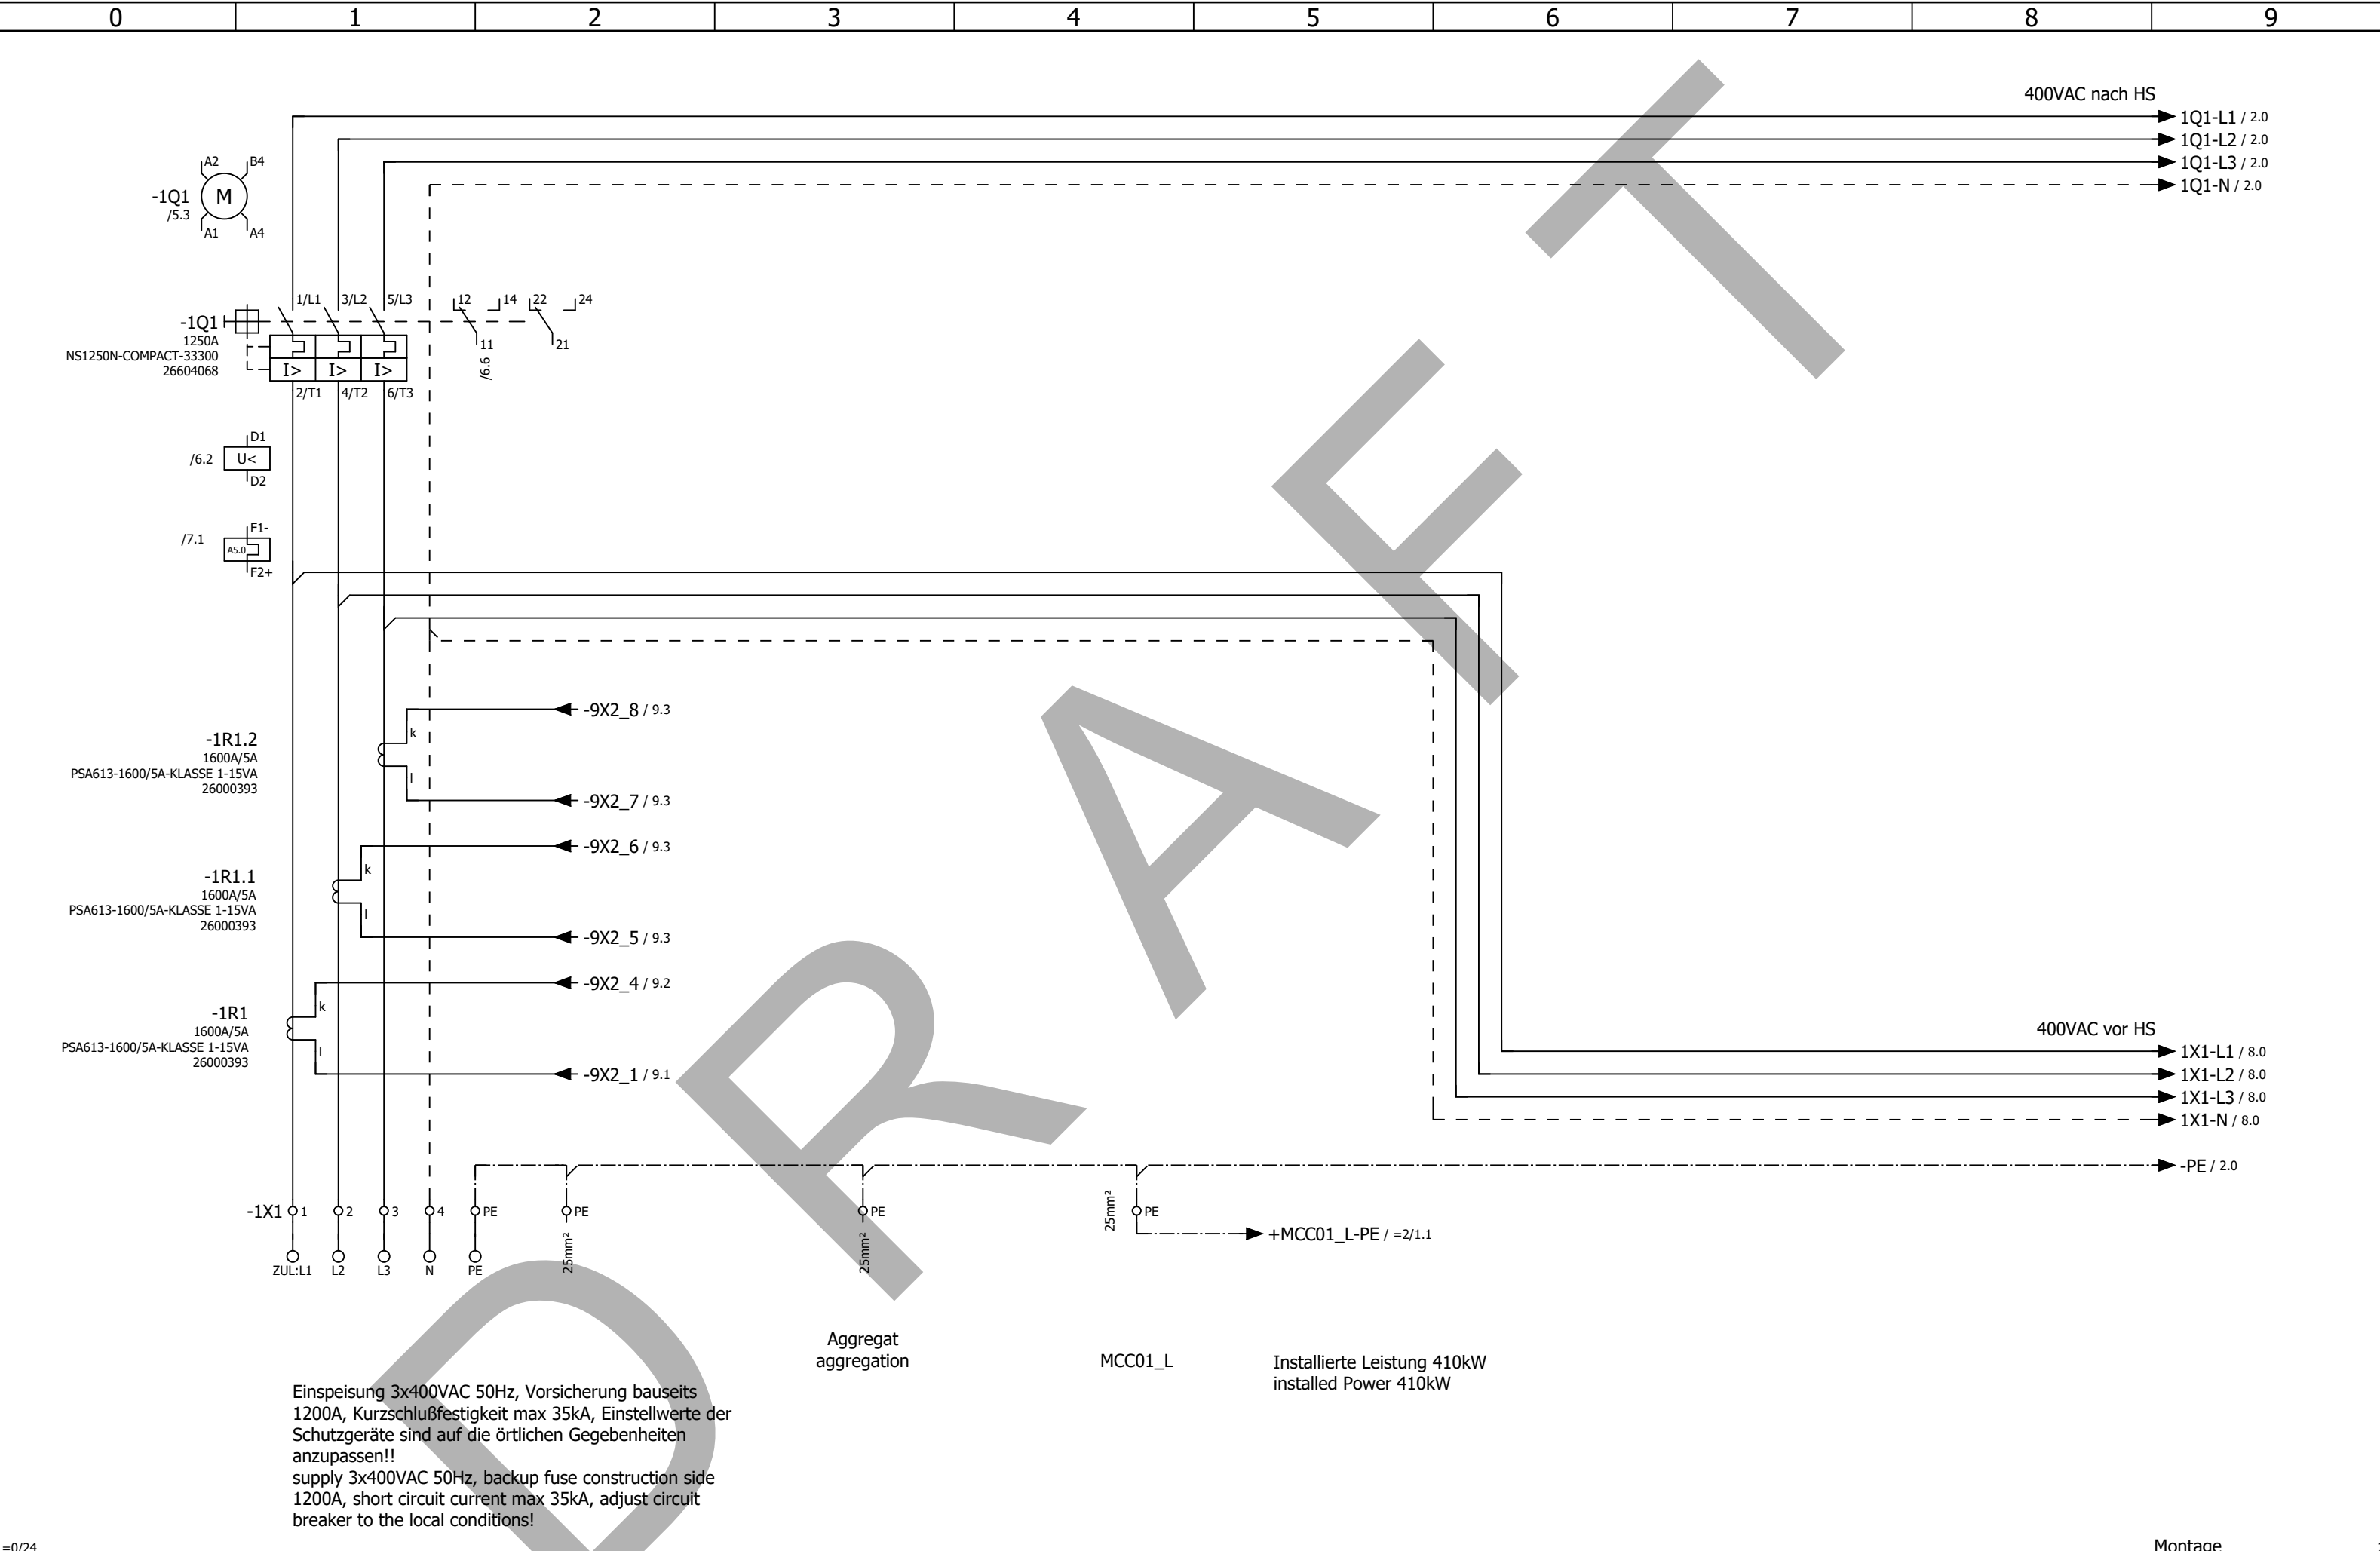 0 1 2 3 4 5 6 7 8 9
400VAC nach HS
1Q1-L1 / 2.0
1Q1-L2 / 2.0
1Q1-L3 / 2.0
1Q1-N / 2.0
A2 B4
-1Q1 M
/5.3
A1 A4
1/L1 3/L2 5/L3 12 14 22 24
-1Q1
1250A
NS1250N-COMPACT-33300
26604068
11 21
/6.6
I> I> I>
2/T1 4/T2 6/T3
D1
/6.2 U<
D2
F1-
/7.1
A5.0
F2+
-9X2_8 / 9.3
k
-1R1.2
1600A/5A
PSA613-1600/5A-KLASSE 1-15VA
26000393
l
-9X2_7 / 9.3
-9X2_6 / 9.3
k
-1R1.1
1600A/5A
PSA613-1600/5A-KLASSE 1-15VA
26000393
l
-9X2_5 / 9.3
-9X2_4 / 9.2
k
-1R1
1600A/5A
PSA613-1600/5A-KLASSE 1-15VA
26000393
l
-9X2_1 / 9.1
400VAC vor HS
1X1-L1 / 8.0
1X1-L2 / 8.0
1X1-L3 / 8.0
1X1-N / 8.0
-PE / 2.0
-1X1 1 2 3 4 PE PE PE PE
25mm² 25mm² 25mm²
+MCC01_L-PE / =2/1.1
ZUL:L1 L2 L3 N PE
Aggregat
aggregation
MCC01_L
Installierte Leistung 410kW
installed Power 410kW
Einspeisung 3x400VAC 50Hz, Vorsicherung bauseits
1200A, Kurzschlußfestigkeit max 35kA, Einstellwerte der
Schutzgeräte sind auf die örtlichen Gegebenheiten
anzupassen!!
supply 3x400VAC 50Hz, backup fuse construction side
1200A, short circuit current max 35kA, adjust circuit
breaker to the local conditions!
=0/24
Montage
DRAFT